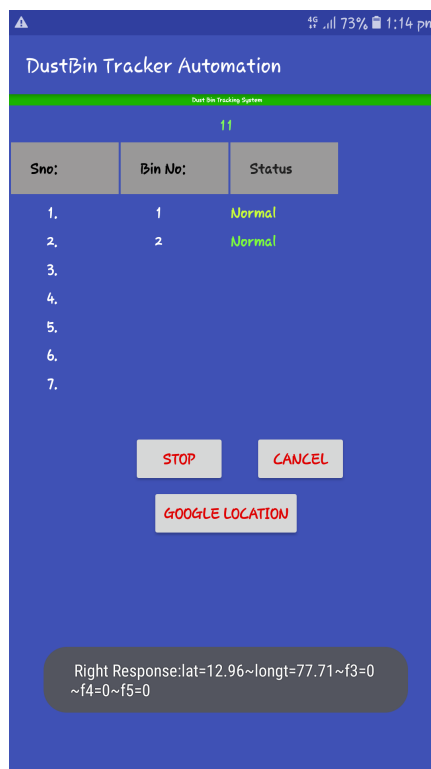 4G 73% 1:14 pm
DustBin Tracker Automation
Dust Bin Tracking System
11
Sno: Bin No: Status
1. 1 Normal
2. 2 Normal
3.
4.
5.
6.
7.
STOP CANCEL
GOOGLE LOCATION
Right Response:lat=12.96~longt=77.71~f3=0
~f4=0~f5=0